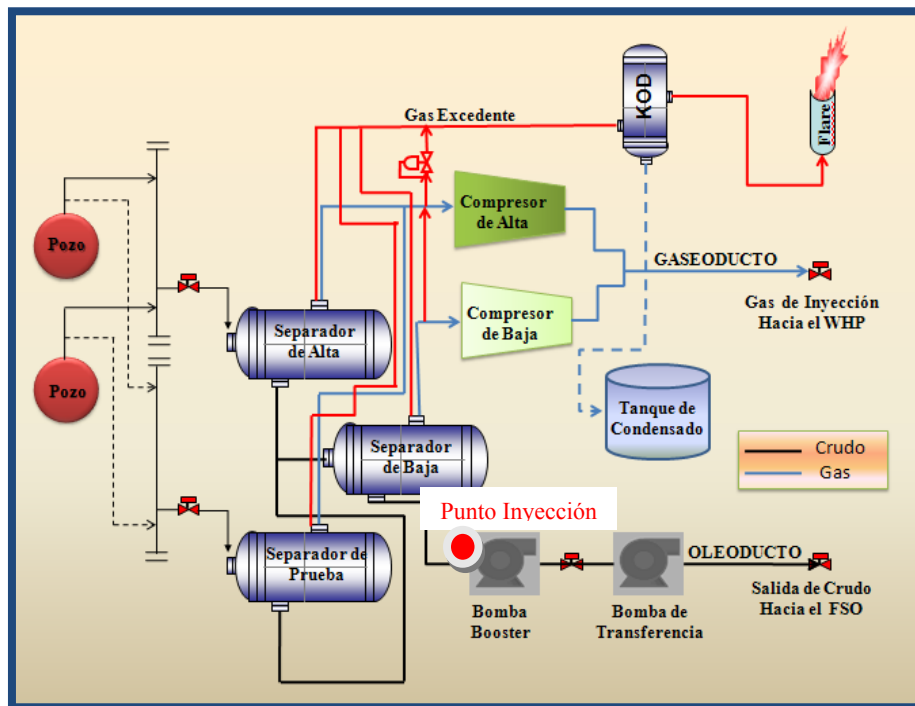 KOD
Flare
Gas Excedente
Compresor
de Alta
Pozo
GASEODUCTO
Gas de Inyección
Hacia el WHP
Compresor
de Baja
Separador
de Alta
Pozo
Tanque de
Condensado
Separador
de Baja
Crudo
Gas
Punto Inyección
Separador de
Prueba
OLEODUCTO
Bomba
Booster
Bomba de
Transferencia
Salida de Crudo
Hacia el FSO